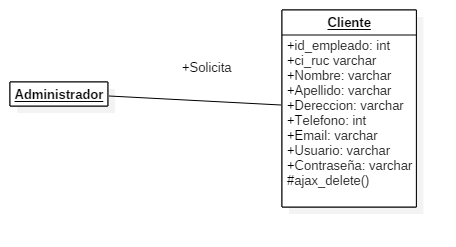 Cliente
+Solicita
Administrador
+id_empleado: int
+ci_ruc varchar
+Nombre: varchar
+Apellido: varchar
+Dereccion: varchar
+Telefono: int
+Email: varchar
+Usuario: varchar
+Contraseña: varchar
#ajax_delete()